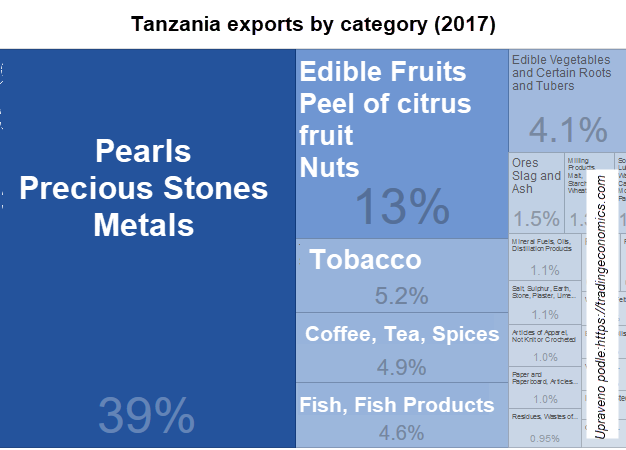 Tanzania exports by category (2017)
Pearls
Precious Stones
Metals
39%
Edible Fruits
Peel of citrus
fruit
Nuts
13%
Tobacco
5.2%
Coffee, Tea, Spices
4.9%
Fish, Fish Products
4.6%
Edible Vegetables
and Certain Roots
and Tubers
4.1%
Ores
Slag and
Ash
1.5%
Milling
Products,
Malt,
Mineral Fuels, Oils,
Distillation Products
1.1%
Salt, Sulphur, Earth,
Stone, Plaster, Lime...
1.1%
Articles of Apparel,
Not Knit or Crocheted
1.0%
Paper and
Paperboard, Articles...
1.0%
Residues, Wastes of...
0.95%
Upraveno podle:https://tradingeconomics.com